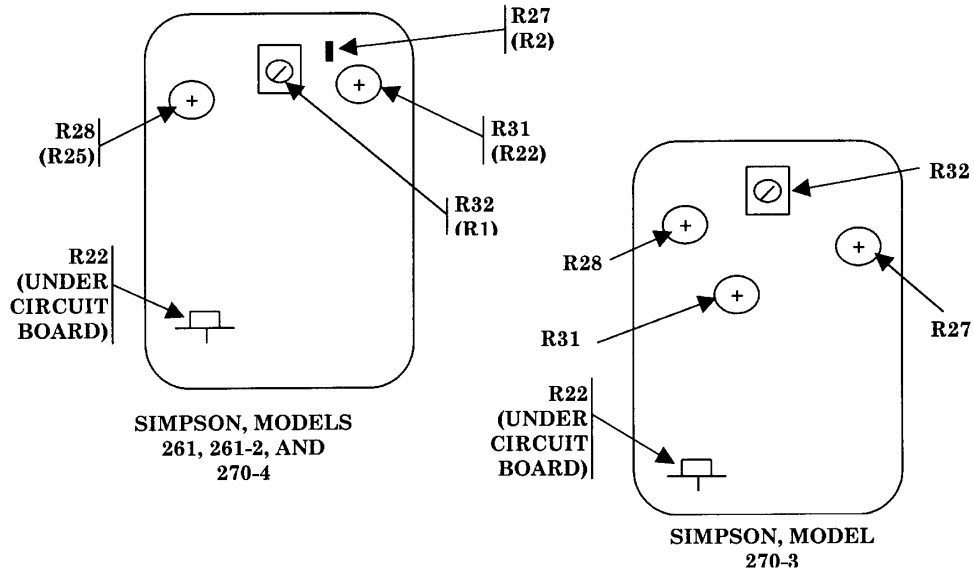 R27
(R2)
R28
(R25)
R31
(R22)
R32
(R1)
R22
(UNDER
CIRCUIT
BOARD)
SIMPSON, MODELS
261, 261-2, AND
270-4
R32
R28
R31
R27
R22
(UNDER
CIRCUIT
BOARD)
SIMPSON, MODEL
270-3